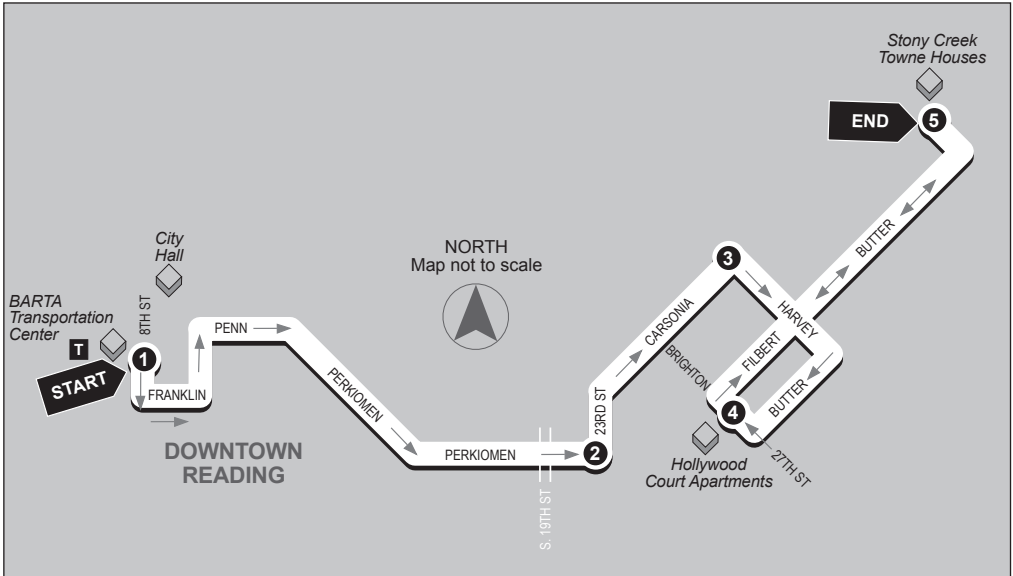 Stony Creek
Towne Houses
END
5
BUTTER
City
Hall
NORTH
Map not to scale
3
BARTA
Transportation
Center
T
8TH ST
1
START
FRANKLIN
PENN
PERKIOMEN
PERKIOMEN
DOWNTOWN
READING
S. 19TH ST
2
23RD ST
CARSONIA
HARVEY
BRIGHTON
FILBERT
BUTTER
4
27TH ST
Hollywood
Court Apartments